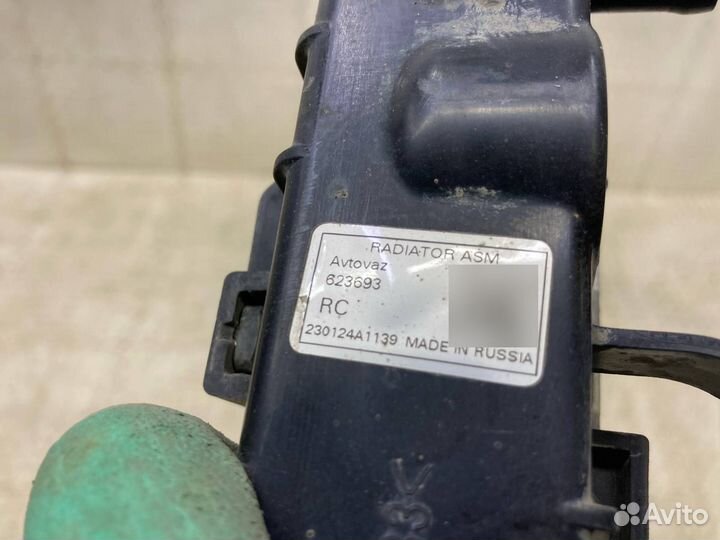 RADIATOR ASM
Avtovaz
623693
RC
230124A1139 MADE IN RUSSIA
Avito